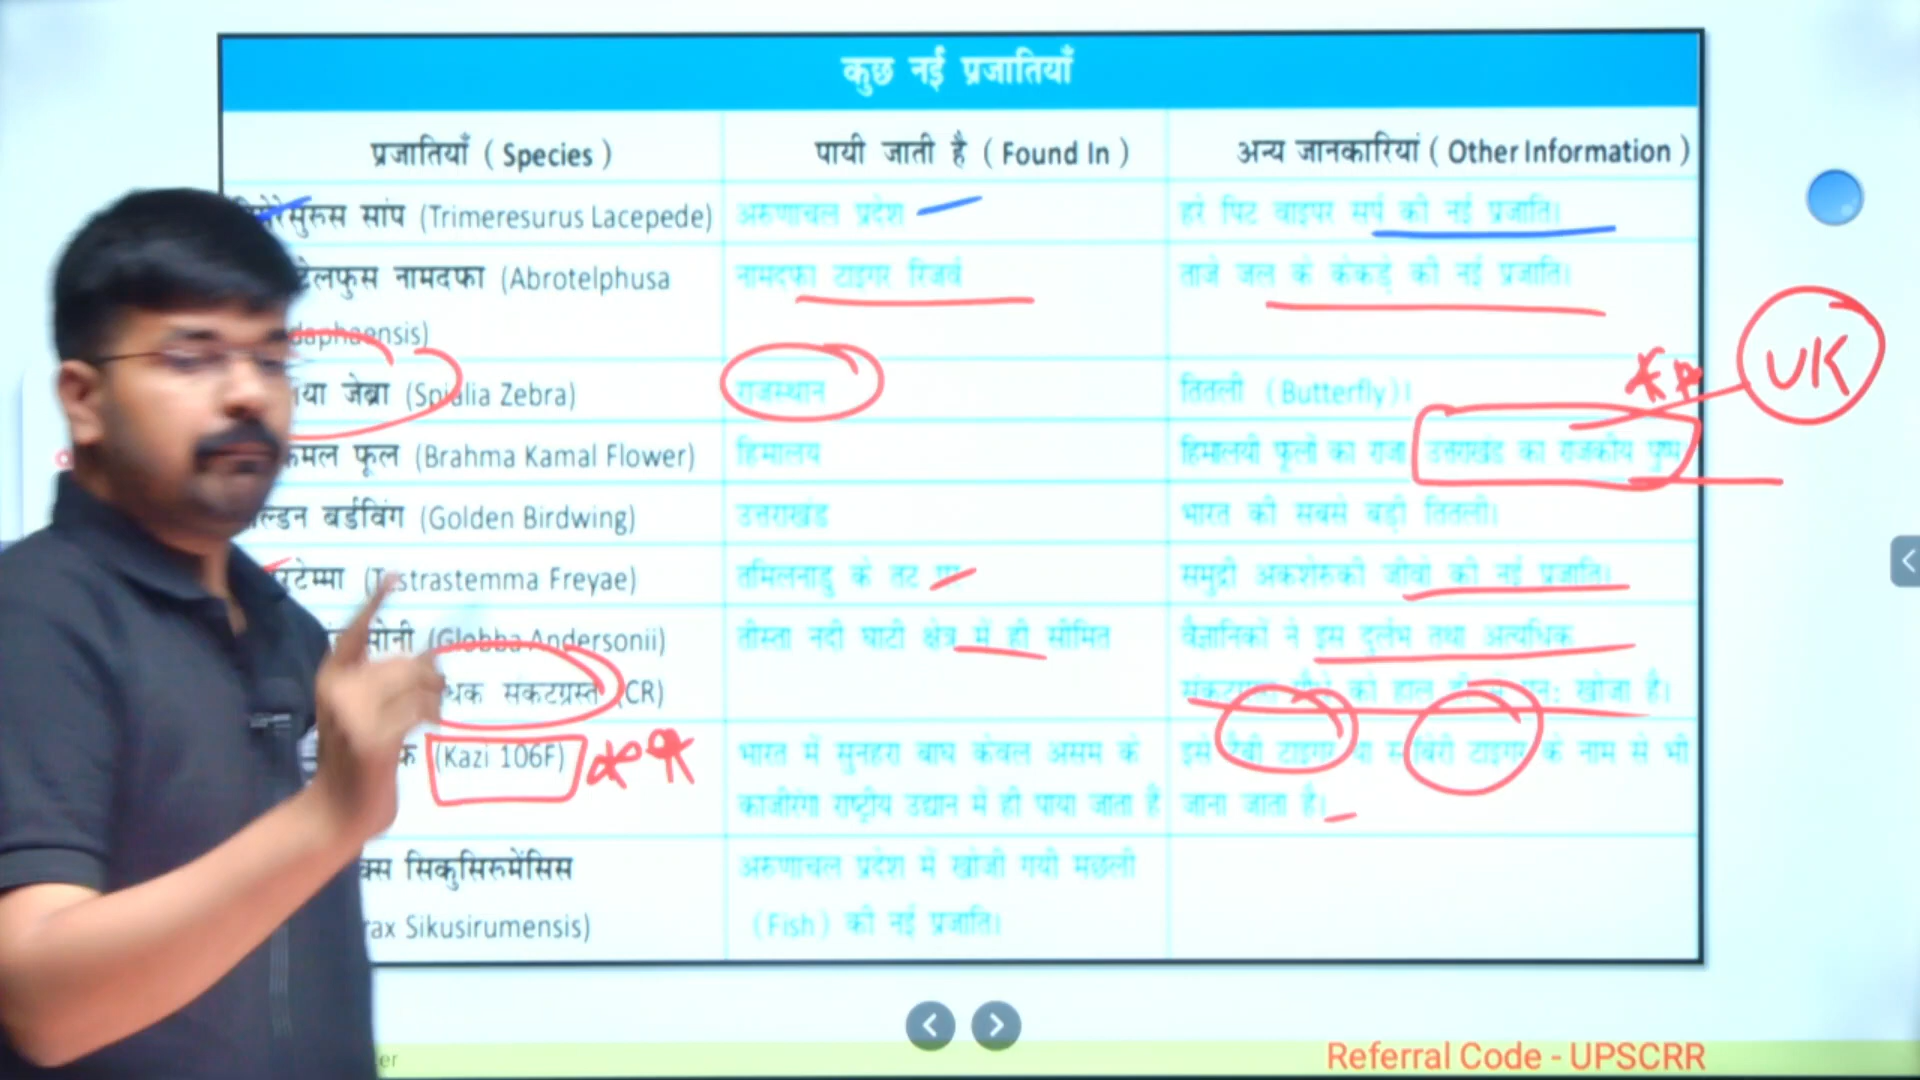 कुछ नई प्रजातियाँ
प्रजातियाँ ( Species ) पायी जाती है ( Found In ) अन्य जानकारियां ( Other Information )
सांप (Trimeresurus Lacepede) अरुणाचल प्रदेश हरे पिट वाइपर सर्प की नई प्रजाति।
नामदफा (Abrotelphusa नामदफा टाइगर रिजर्व ताजे जल के केकड़े की नई प्रजाति।
जेब्रा (Spialia Zebra) राजस्थान तितली (Butterfly)।
UK
फूल (Brahma Kamal Flower) हिमालय हिमालयी फूलों का राजा उत्तराखंड का राजकीय पुष्प
बर्डविंग (Golden Birdwing) उत्तराखंड भारत की सबसे बड़ी तितली।
Freyae) तमिलनाडु के तट पर समुद्री अकशेरुकी जीवों की नई प्रजाति।
(Globba Andersonii) तीस्ता नदी घाटी क्षेत्र में ही सीमित वैज्ञानिकों ने इस दुर्लभ तथा अत्यधिक
संकटग्रस्त (CR) को हाल ही में पुन: खोजा है।
(Kazi 106F) भारत में सुनहरा बाघ केवल असम के इसे टाइगर टाइगर के नाम से भी
काजीरंगा राष्ट्रीय उद्यान में ही पाया जाता है जाना जाता है।
सिकुसिरुमेंसिस अरुणाचल प्रदेश में खोजी गयी मछली
Sikusirumensis) (Fish) की नई प्रजाति।
Referral Code - UPSCRR